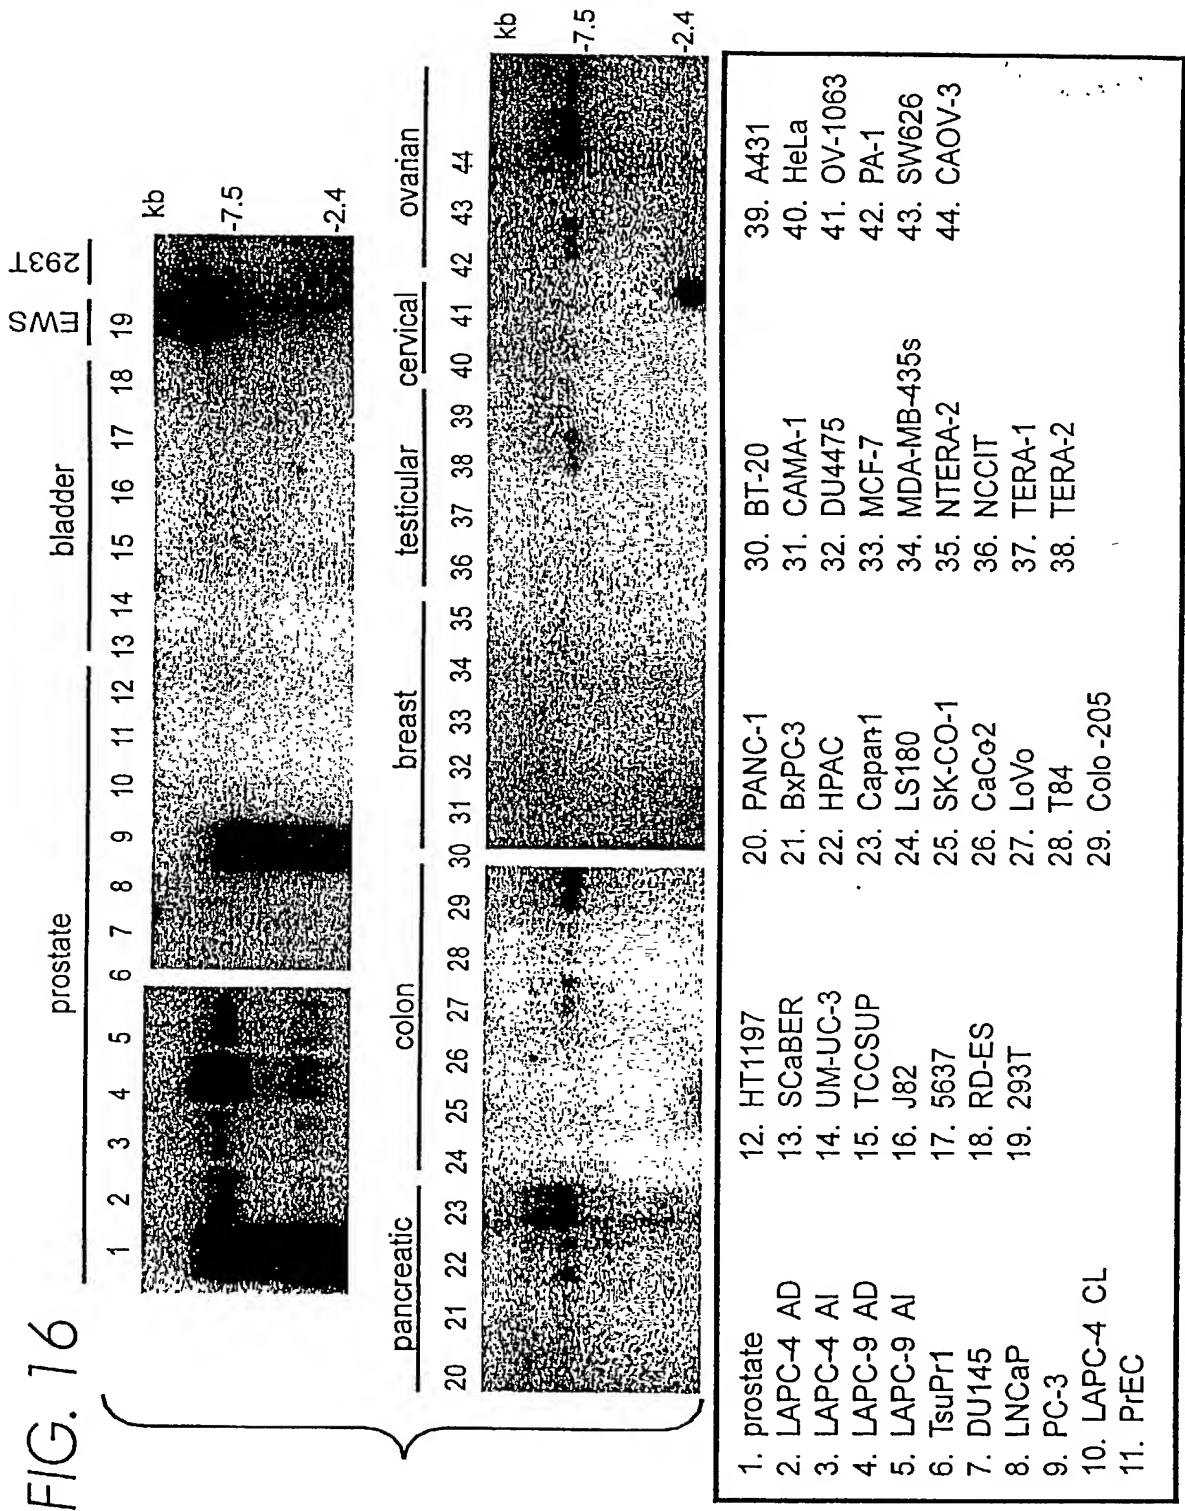 FIG. 16
prostate bladder EWS 293T
1 2 3 4 5 6 7 8 9 10 11 12 13 14 15 16 17 18 19
kb
-7.5
-2.4
pancreatic colon breast testicular cervical ovarian
20 21 22 23 24 25 26 27 28 29 30 31 32 33 34 35 36 37 38 39 40 41 42 43 44
kb
-7.5
-2.4
1. prostate
2. LAPC-4 AD
3. LAPC-4 AI
4. LAPC-9 AD
5. LAPC-9 AI
6. TsuPr1
7. DU145
8. LNCaP
9. PC-3
10. LAPC-4 CL
11. PrEC
12. HT1197
13. SCaBER
14. UM-UC-3
15. TCCSUP
16. J82
17. 5637
18. RD-ES
19. 293T
20. PANC-1
21. BxPC-3
22. HPAC
23. Capan-1
24. LS180
25. SK-CO-1
26. CaCo-2
27. LoVo
28. T84
29. Colo-205
30. BT-20
31. CAMA-1
32. DU4475
33. MCF-7
34. MDA-MB-435s
35. NTERA-2
36. NCCIT
37. TERA-1
38. TERA-2
39. A431
40. HeLa
41. OV-1063
42. PA-1
43. SW626
44. CAOV-3